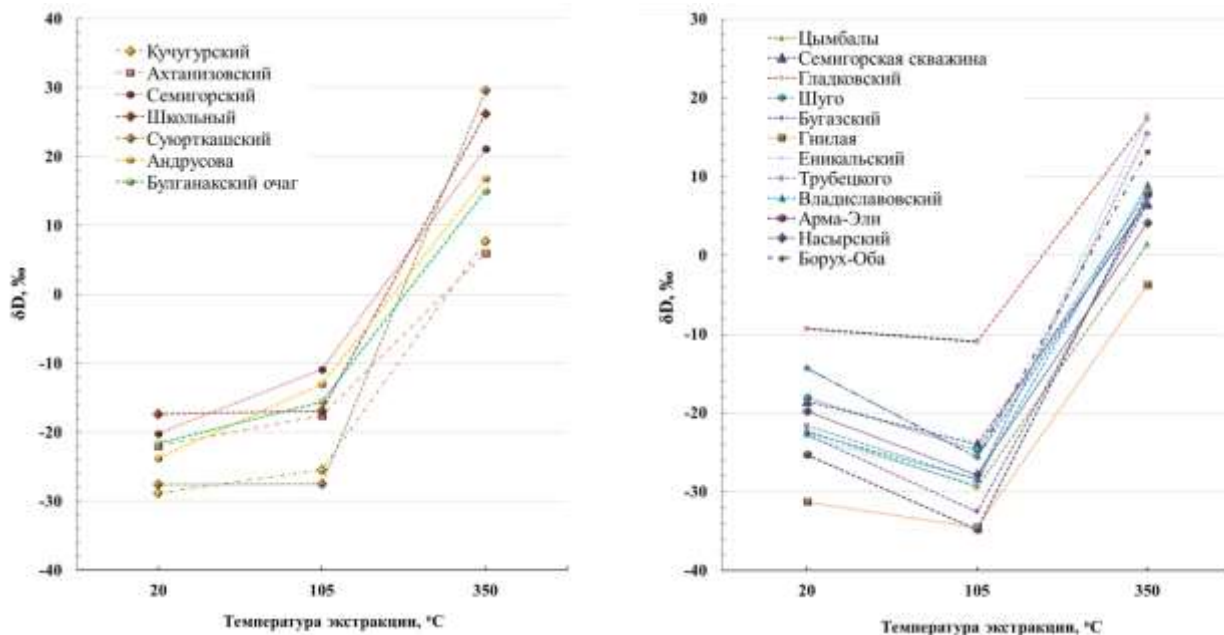 40
30
20
10
0
-10
-20
-30
-40
δD, ‰
Кучугурский
Ахтанизовский
Семигорский
Школьный
Суюрткашский
Андрусова
Булганакский очаг
20
105
350
Температура экстракции, ºС
30
20
10
0
-10
-20
-30
-40
δD, ‰
Цымбалы
Семигорская скважина
Гладковский
Шуго
Бугазский
Гнилая
Еникальский
Трубецкого
Владиславовский
Арма-Эли
Насырский
Борух-Оба
20
105
350
Температура экстракции, ºС